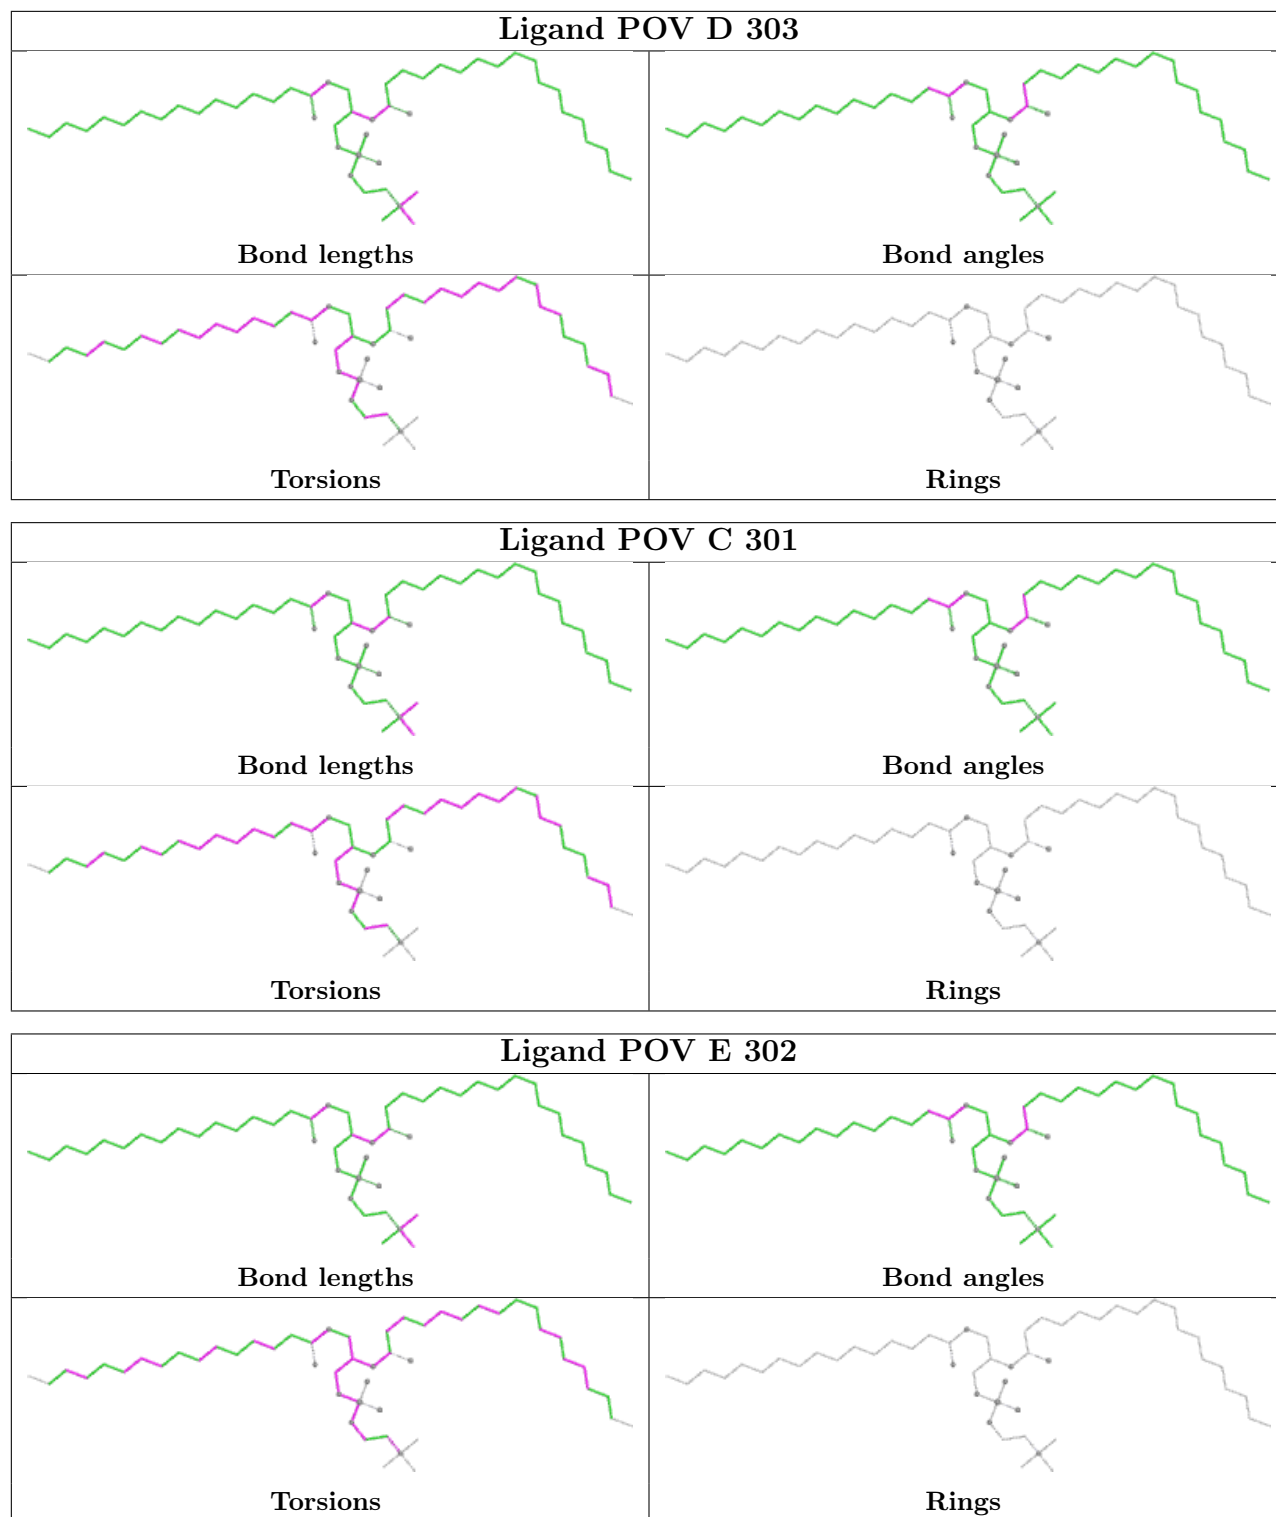 Ligand POV D 303
Bond lengths
Bond angles
Torsions
Rings
Ligand POV C 301
Bond lengths
Bond angles
Torsions
Rings
Ligand POV E 302
Bond lengths
Bond angles
Torsions
Rings